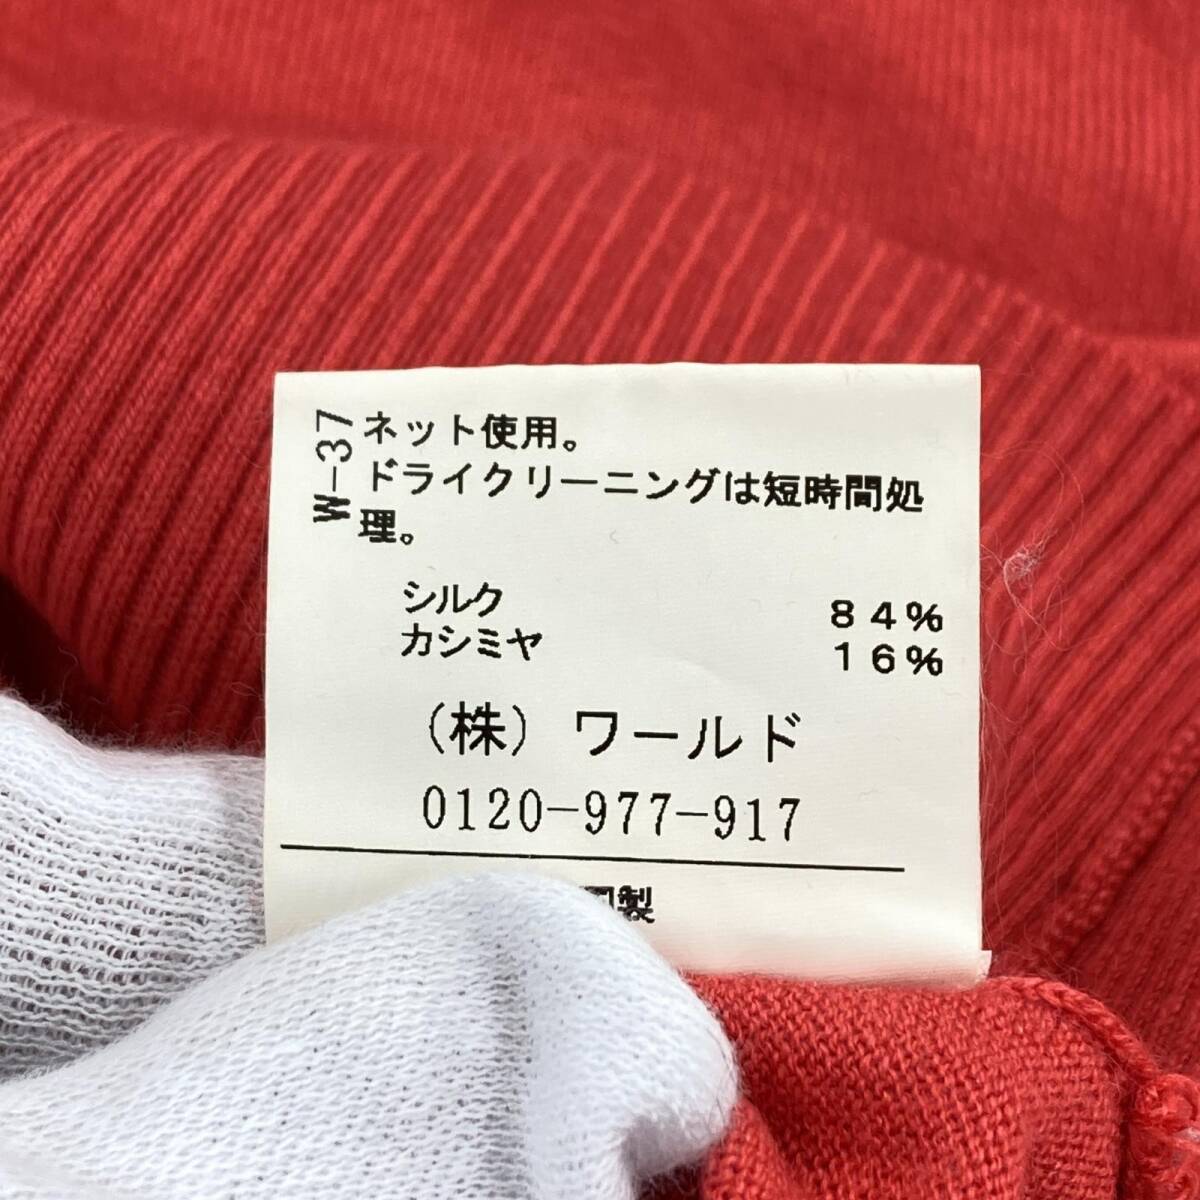 W-37
ネット使用。
ドライクリーニングは短時間処
理。
シルク 84%
カシミヤ 16%
(株) ワールド
0120-977-917
国製